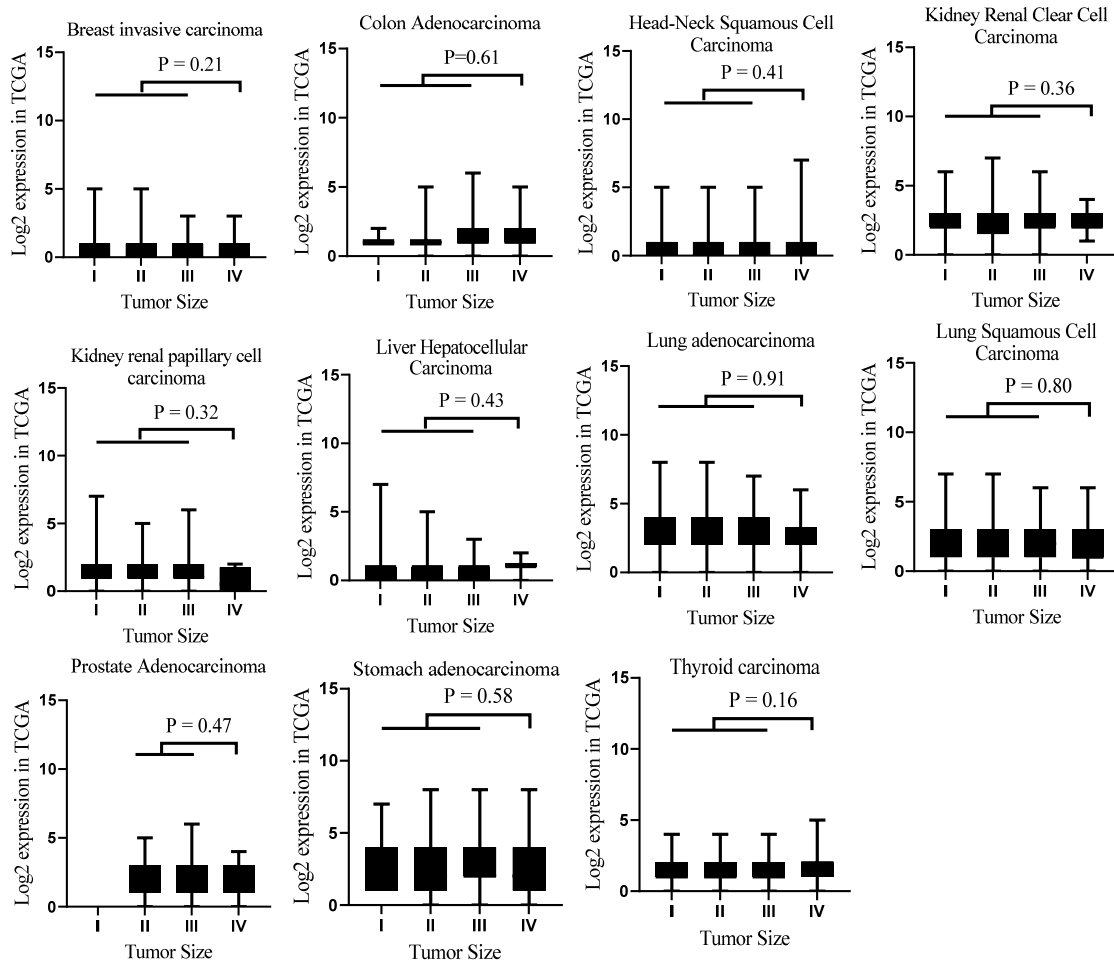 Breast invasive carcinoma
P = 0.21
Log2 expression in TCGA
15
10
5
0
I II III IV
Tumor Size
Colon Adenocarcinoma
P=0.61
Log2 expression in TCGA
15
10
5
0
I II III IV
Tumor Size
Head-Neck Squamous Cell
Carcinoma
P = 0.41
Log2 expression in TCGA
15
10
5
0
I II III IV
Tumor Size
Kidney Renal Clear Cell
Carcinoma
P = 0.36
Log2 expression in TCGA
15
10
5
0
I II III IV
Tumor Size
Kidney renal papillary cell
carcinoma
P = 0.32
Log2 expression in TCGA
15
10
5
0
I II III IV
Tumor Size
Liver Hepatocellular
Carcinoma
P = 0.43
Log2 expression in TCGA
15
10
5
0
I II III IV
Tumor Size
Lung adenocarcinoma
P = 0.91
Log2 expression in TCGA
15
10
5
0
I II III IV
Tumor Size
Lung Squamous Cell
Carcinoma
P = 0.80
Log2 expression in TCGA
15
10
5
0
I II III IV
Tumor Size
Prostate Adenocarcinoma
P = 0.47
Log2 expression in TCGA
15
10
5
0
I II III IV
Tumor Size
Stomach adenocarcinoma
P = 0.58
Log2 expression in TCGA
15
10
5
0
I II III IV
Tumor Size
Thyroid carcinoma
P = 0.16
Log2 expression in TCGA
15
10
5
0
I II III IV
Tumor Size